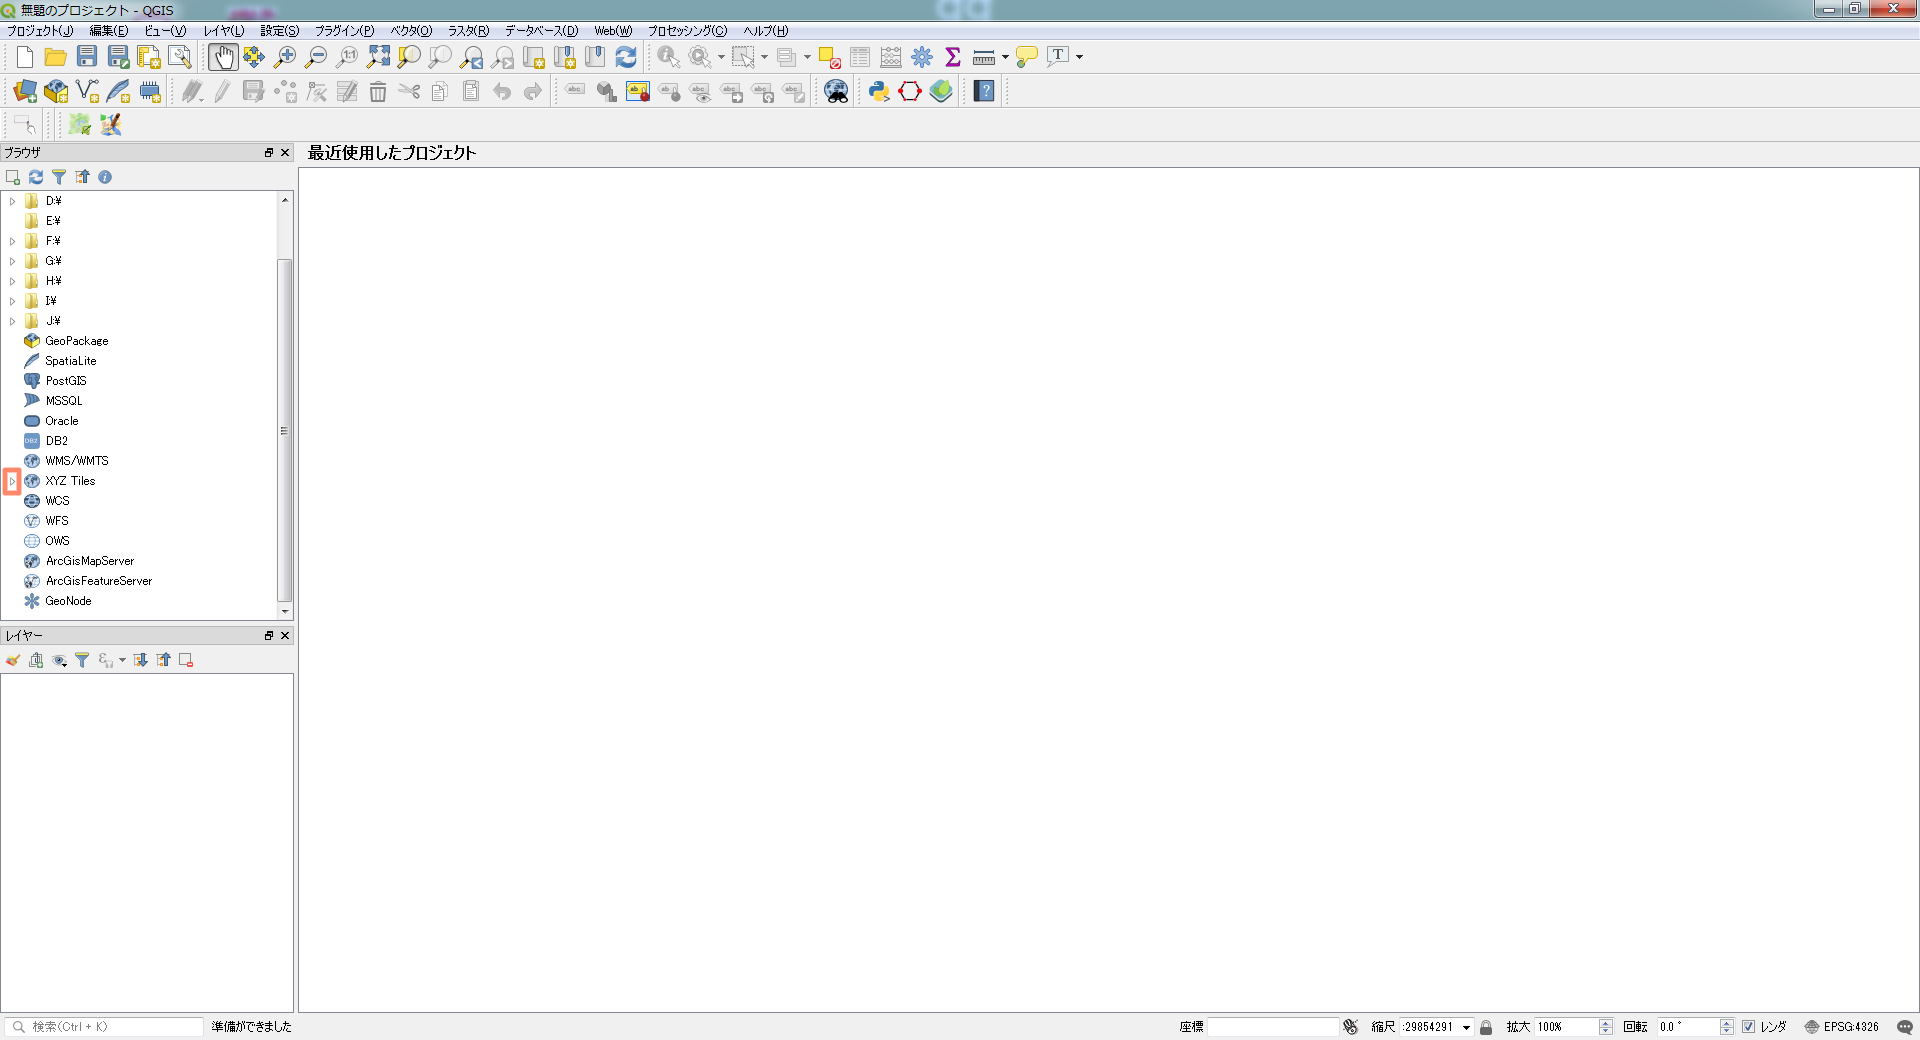 無題のプロジェクト - QGIS
プロジェクト(J) 編集(E) ビュー(V) レイヤ(L) 設定(S) プラグイン(P) ベクタ(O) ラスタ(R) データベース(D) Web(W) プロセッシング(C) ヘルプ(H)
ブラウザ
最近使用したプロジェクト
D:¥
E:¥
F:¥
G:¥
H:¥
I:¥
J:¥
GeoPackage
SpatiaLite
PostGIS
MSSQL
Oracle
DB2
WMS/WMTS
XYZ Tiles
WCS
WFS
OWS
ArcGisMapServer
ArcGisFeatureServer
GeoNode
レイヤー
検索(Ctrl + K) 準備ができました 座標 縮尺 :29854291 拡大 100% 回転 0.0 ° レンダ EPSG:4326